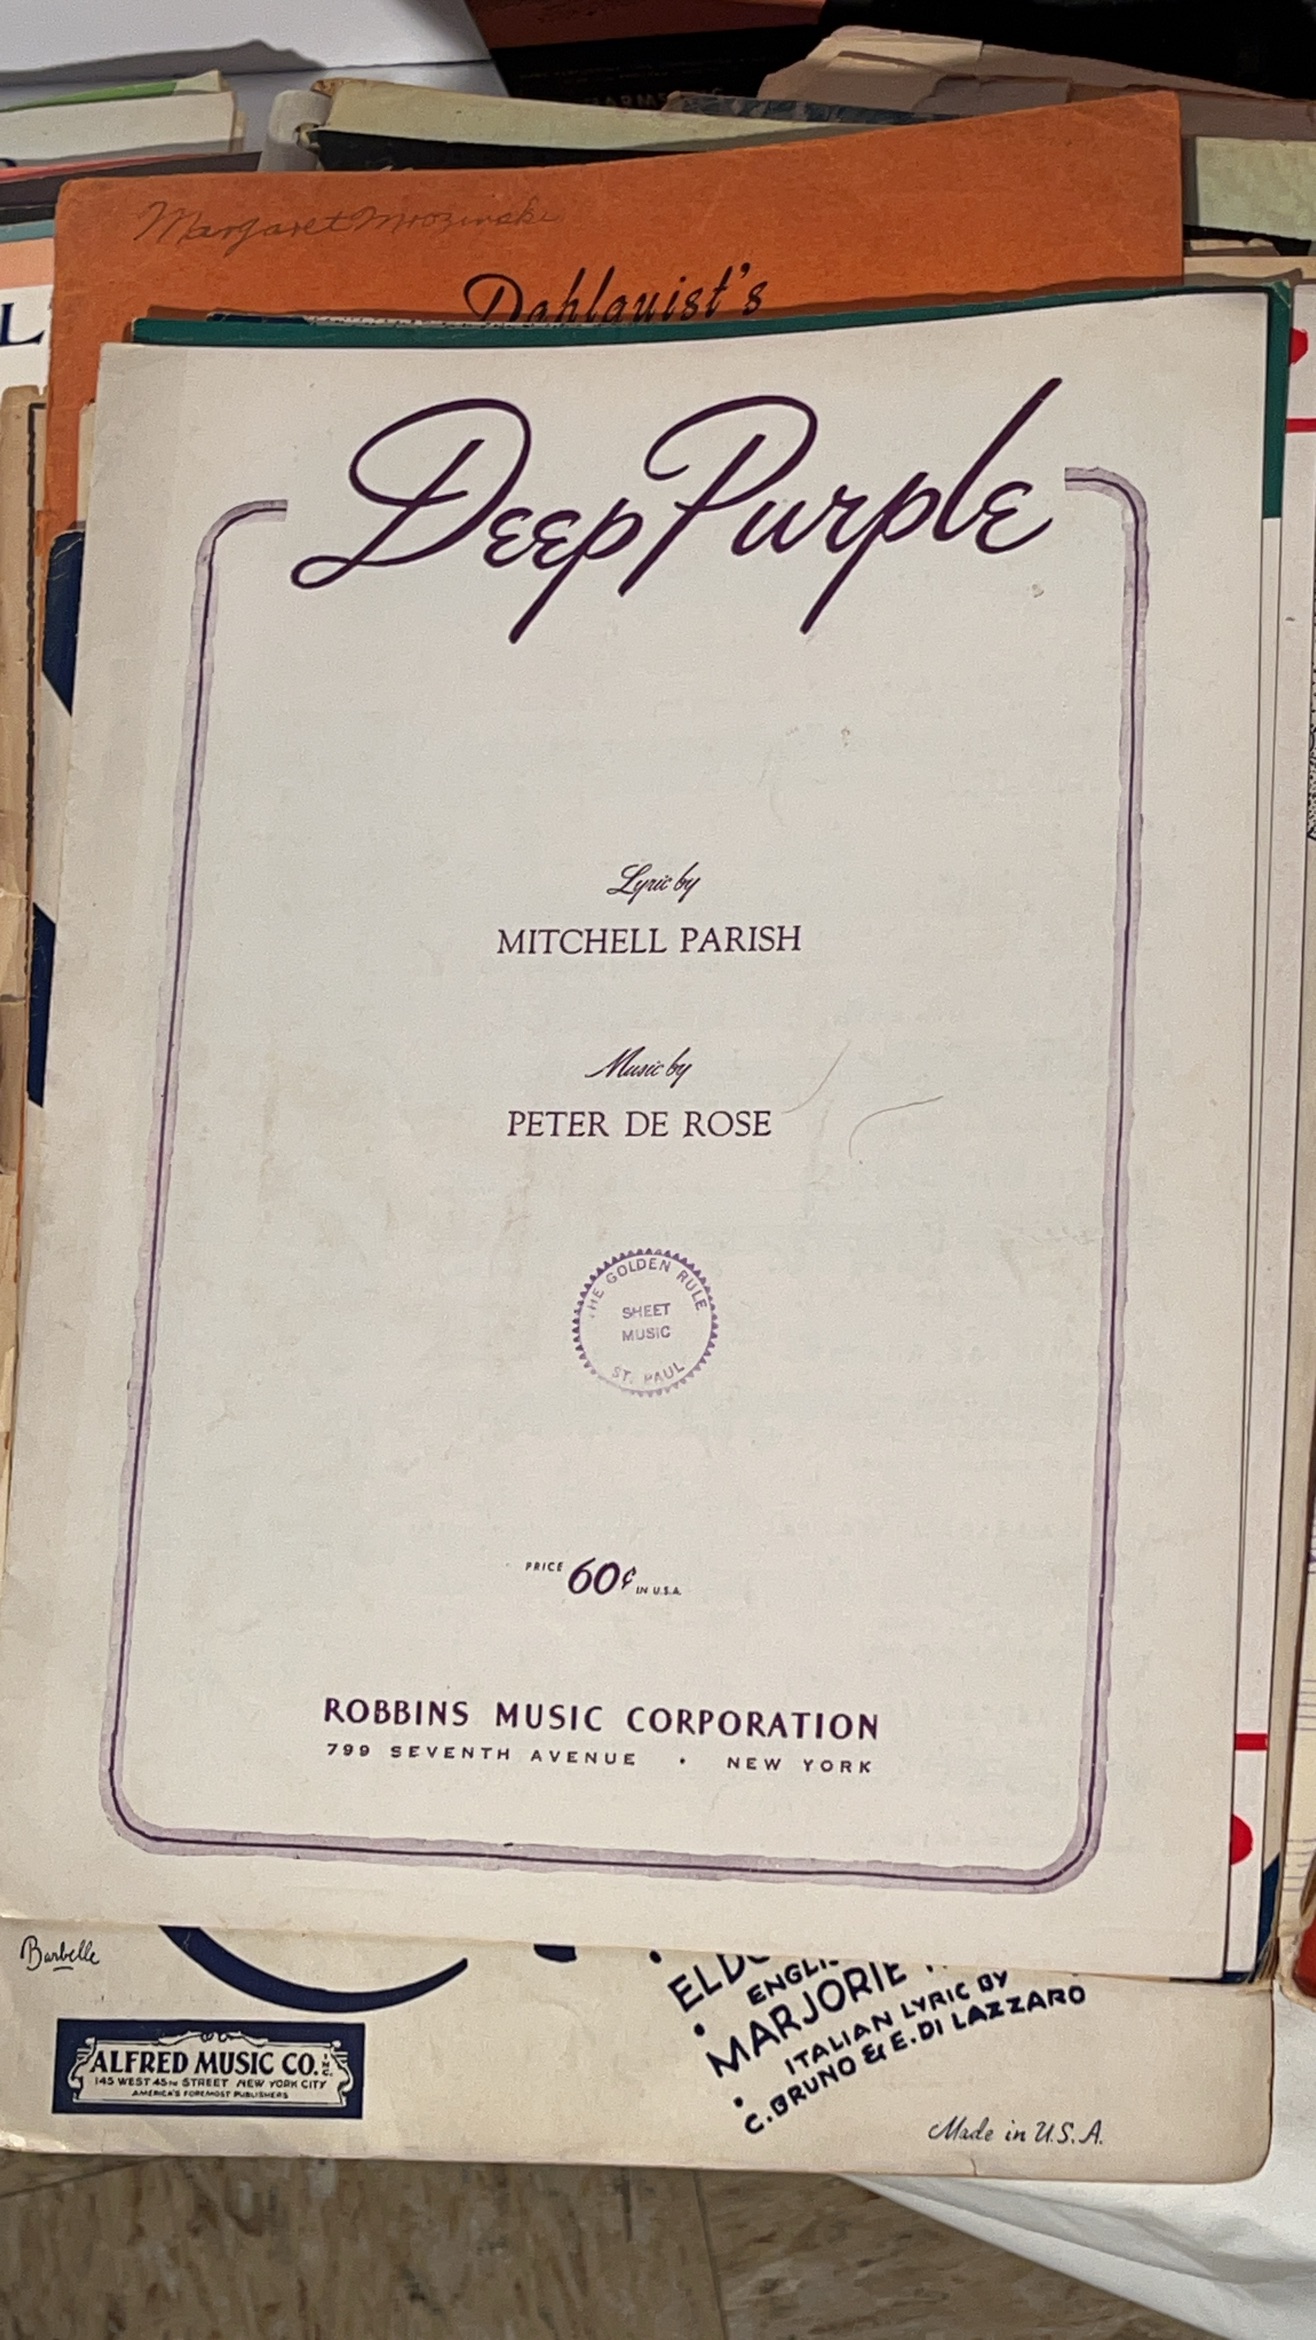 Margaret Mrozinski
Dahlquist's
L
Deep Purple
Lyric by
MITCHELL PARISH
Music by
PETER DE ROSE
THE GOLDEN RULE
SHEET
MUSIC
ST. PAUL
PRICE 60¢ IN U.S.A.
ROBBINS MUSIC CORPORATION
799 SEVENTH AVENUE • NEW YORK
Barbelle
ALFRED MUSIC CO. INC.
145 WEST 45TH STREET NEW YORK CITY
AMERICA'S FOREMOST PUBLISHERS
MARJORIE
ITALIAN LYRIC BY
C. BRUNO & E. DI LAZZARO
Made in U.S.A.